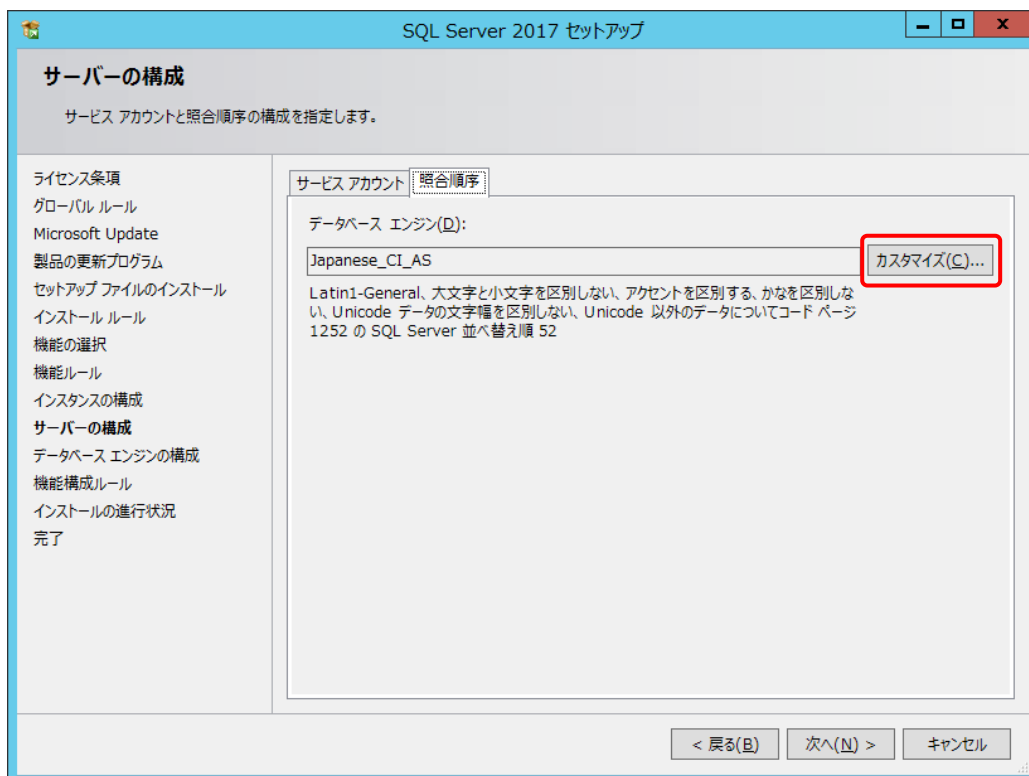 SQL Server 2017 セットアップ
サーバーの構成
サービス アカウントと照合順序の構成を指定します。
ライセンス条項
グローバル ルール
Microsoft Update
製品の更新プログラム
セットアップ ファイルのインストール
インストール ルール
機能の選択
機能ルール
インスタンスの構成
サーバーの構成
データベース エンジンの構成
機能構成ルール
インストールの進行状況
完了
サービス アカウント 照合順序
データベース エンジン(D):
Japanese_CI_AS カスタマイズ(C)...
Latin1-General、大文字と小文字を区別しない、アクセントを区別する、かなを区別しな
い、Unicode データの文字幅を区別しない、Unicode 以外のデータについてコード ページ
1252 の SQL Server 並べ替え順 52
< 戻る(B) 次へ(N) > キャンセル